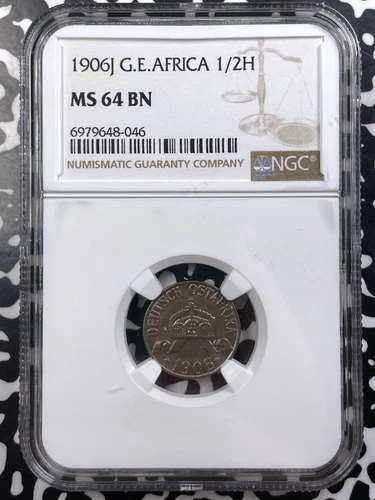 1906J G.E.AFRICA 1/2H
MS 64 BN
6979648-046
NUMISMATIC GUARANTY COMPANY
NGC®
DEUTSCH OSTAFRIKA
1906